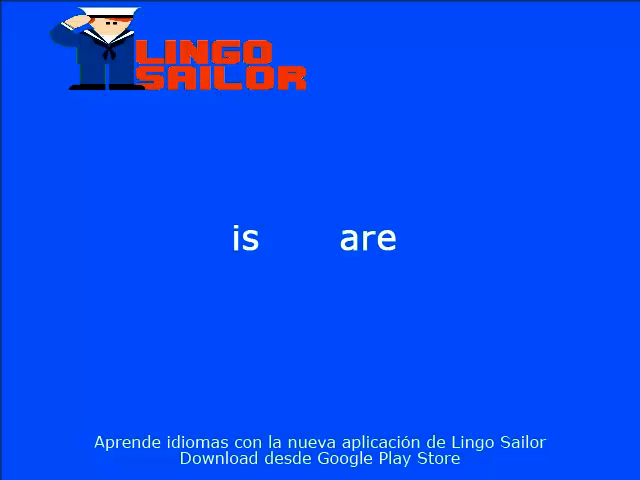 LINGO
SAILOR
is are
Aprende idiomas con la nueva aplicación de Lingo Sailor
Download desde Google Play Store